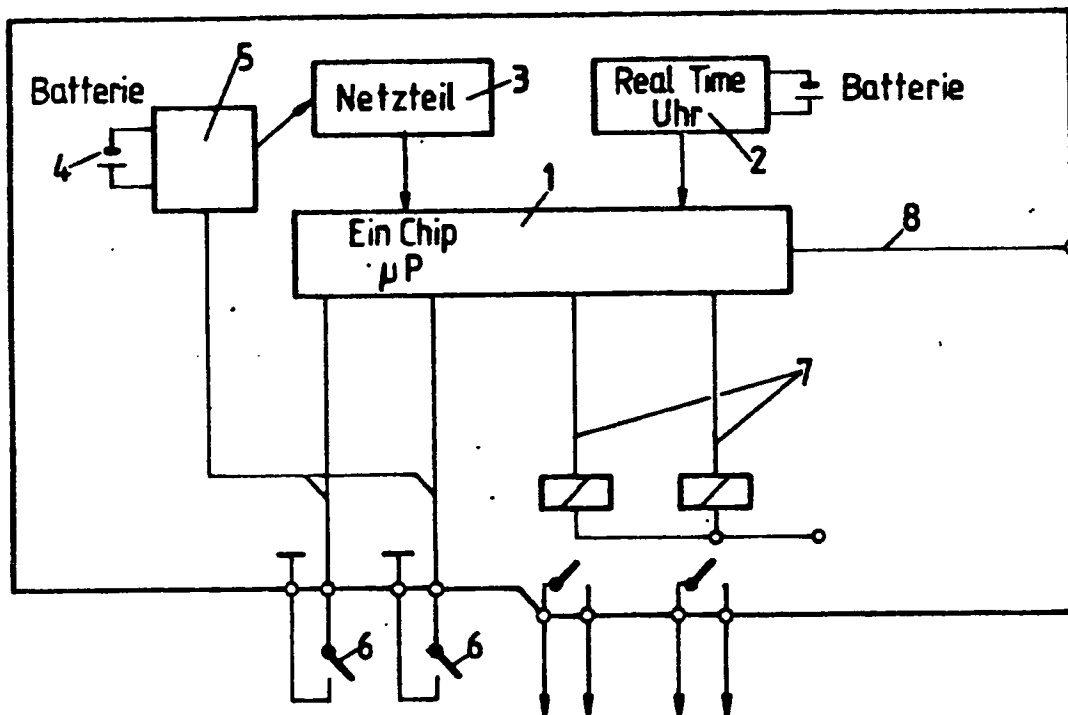 5
Batterie
Netzteil
3
Real Time
Uhr
Batterie
4
2
1
Ein Chip
µP
8
7
6
6